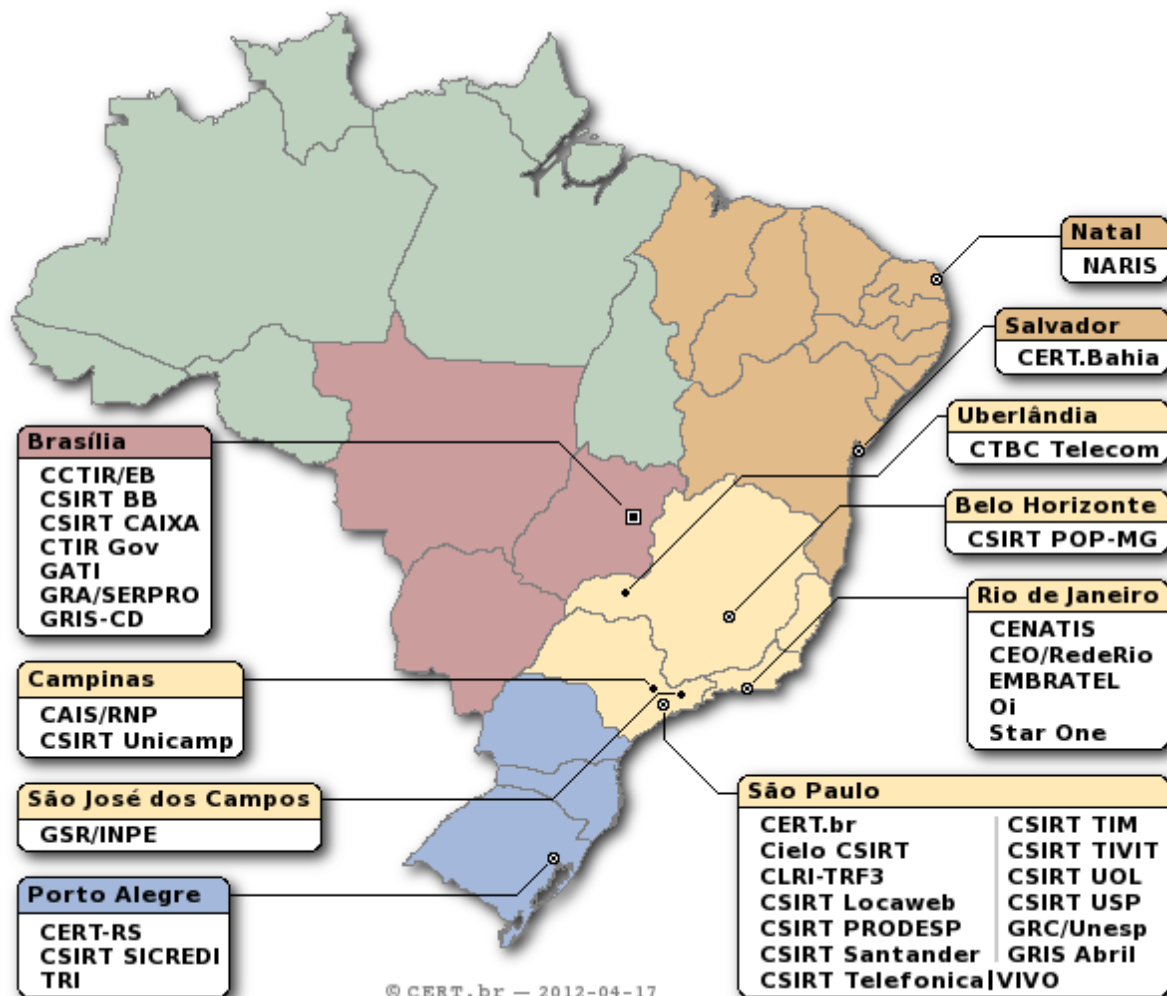 Natal
NARIS
Salvador
CERT.Bahia
Uberlândia
CTBC Telecom
Belo Horizonte
CSIRT POP-MG
Rio de Janeiro
CENATIS
CEO/RedeRio
EMBRATEL
Oi
Star One
Brasília
CCTIR/EB
CSIRT BB
CSIRT CAIXA
CTIR Gov
GATI
GRA/SERPRO
GRIS-CD
Campinas
CAIS/RNP
CSIRT Unicamp
São José dos Campos
GSR/INPE
Porto Alegre
CERT-RS
CSIRT SICREDI
TRI
São Paulo
CERT.br
Cielo CSIRT
CLRI-TRF3
CSIRT Locaweb
CSIRT PRODESP
CSIRT Santander
CSIRT Telefonica|VIVO
CSIRT TIM
CSIRT TIVIT
CSIRT UOL
CSIRT USP
GRC/Unesp
GRIS Abril
© CERT.br — 2012-04-17